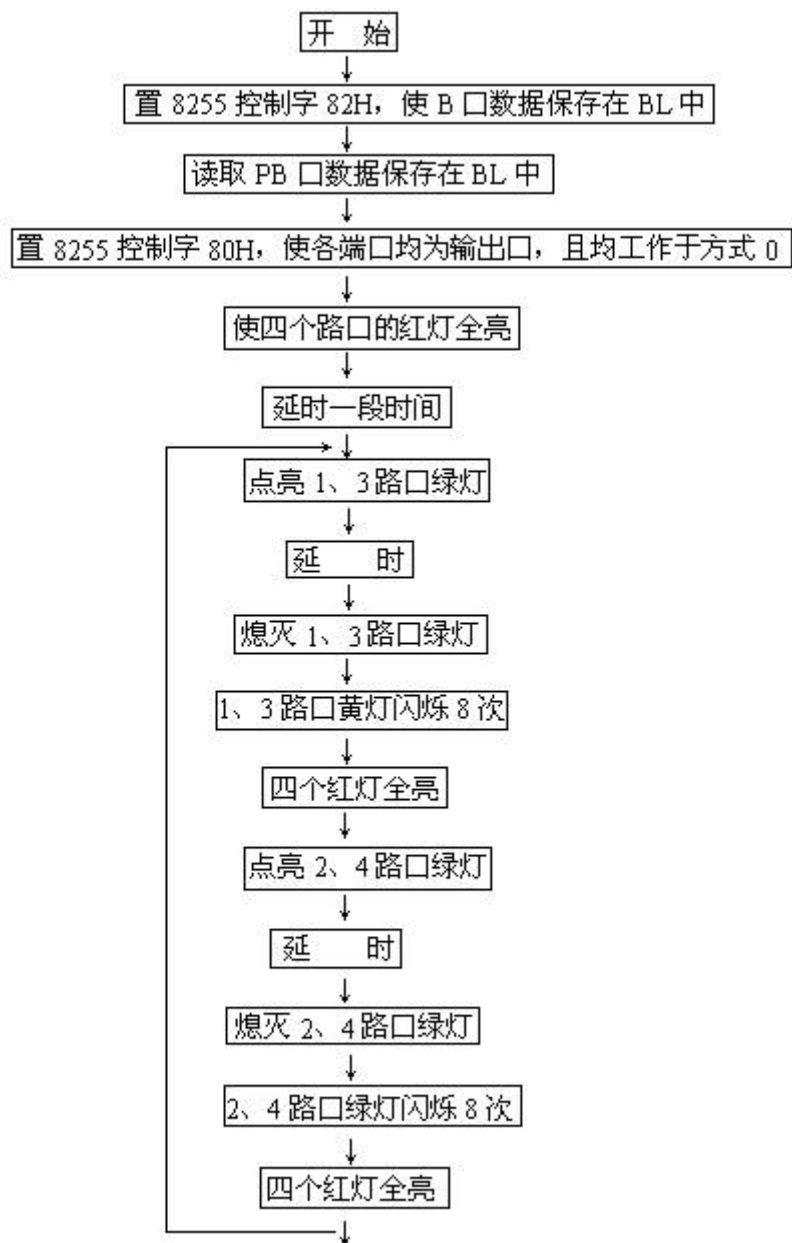 开 始
置 8255 控制字 82H，使 B 口数据保存在 BL 中
读取 PB 口数据保存在 BL 中
置 8255 控制字 80H，使各端口均为输出口，且均工作于方式 0
使四个路口的红灯全亮
延时一段时间
点亮 1、3 路口绿灯
延 时
熄灭 1、3 路口绿灯
1、3 路口黄灯闪烁 8 次
四个红灯全亮
点亮 2、4 路口绿灯
延 时
熄灭 2、4 路口绿灯
2、4 路口绿灯闪烁 8 次
四个红灯全亮